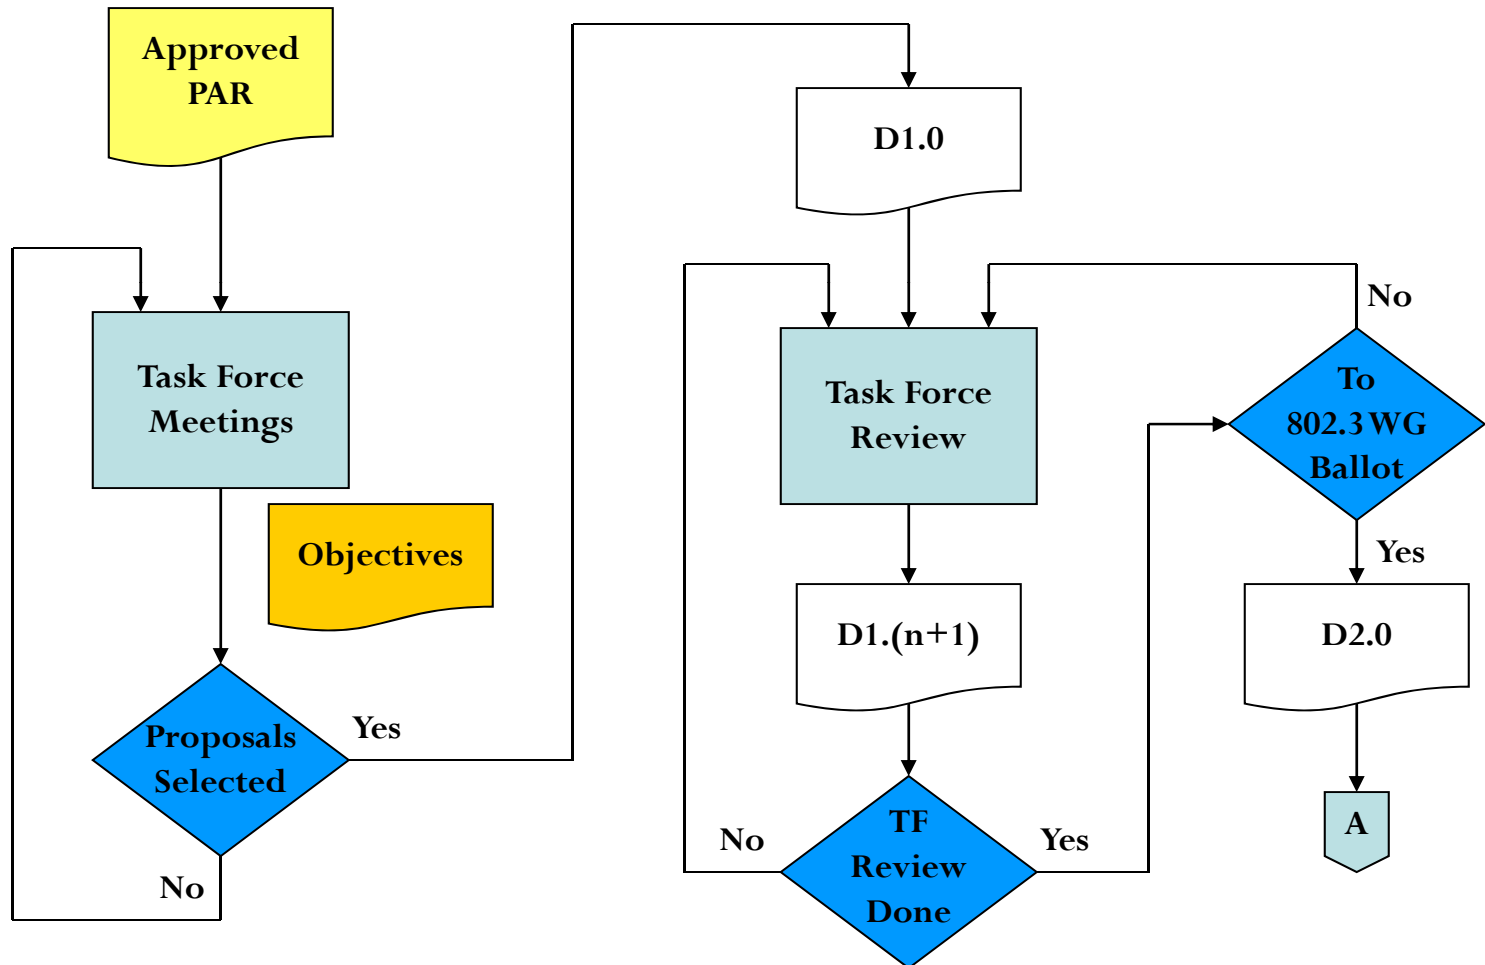 Approved
PAR
Task Force
Meetings
Objectives
Proposals
Selected
Yes
No
D1.0
Task Force
Review
D1.(n+1)
TF
Review
Done
No
Yes
To
802.3 WG
Ballot
No
Yes
D2.0
A